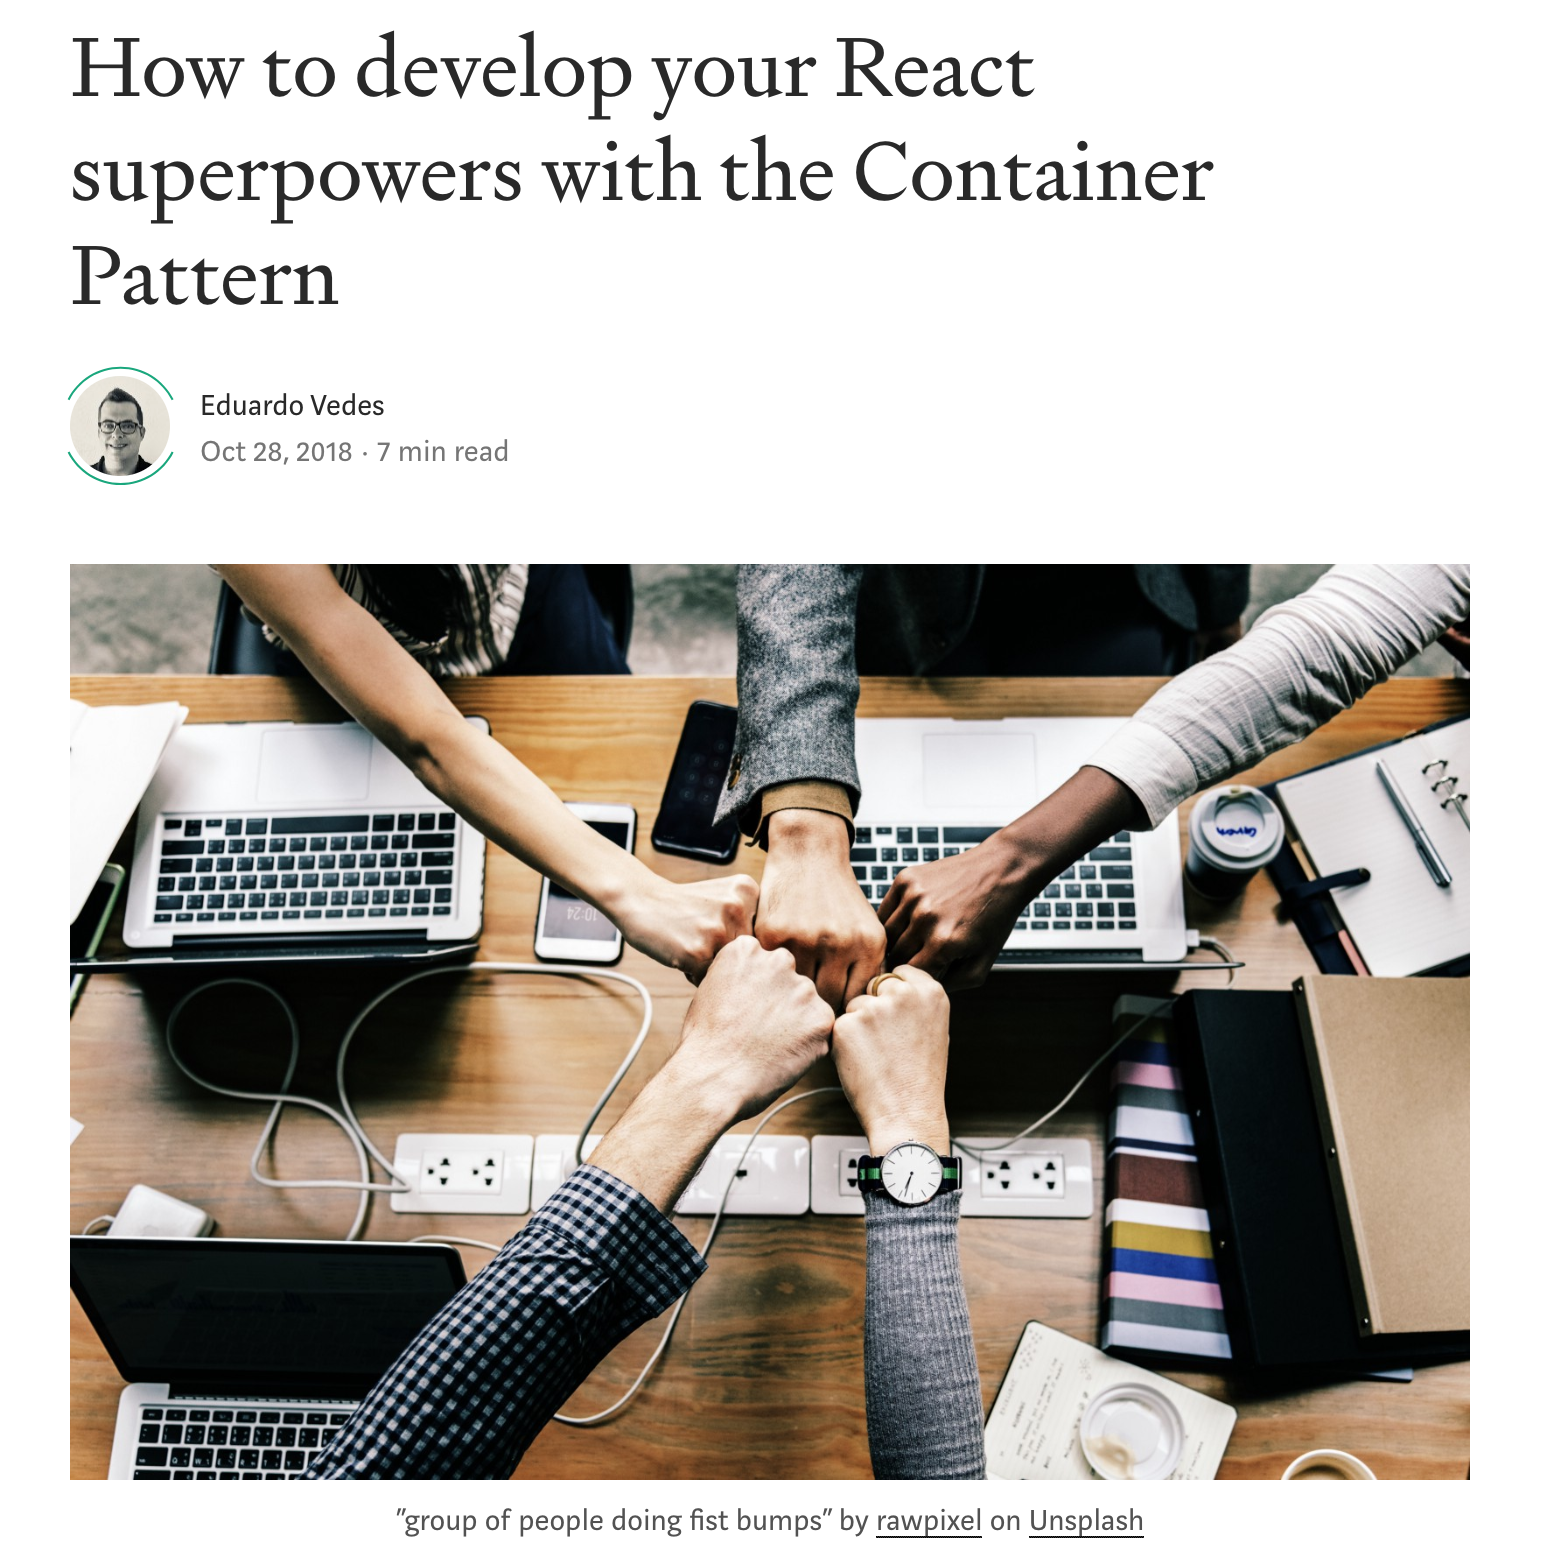 How to develop your React
superpowers with the Container
Pattern
Eduardo Vedes
Oct 28, 2018 · 7 min read
10:24
"group of people doing fist bumps" by rawpixel on Unsplash